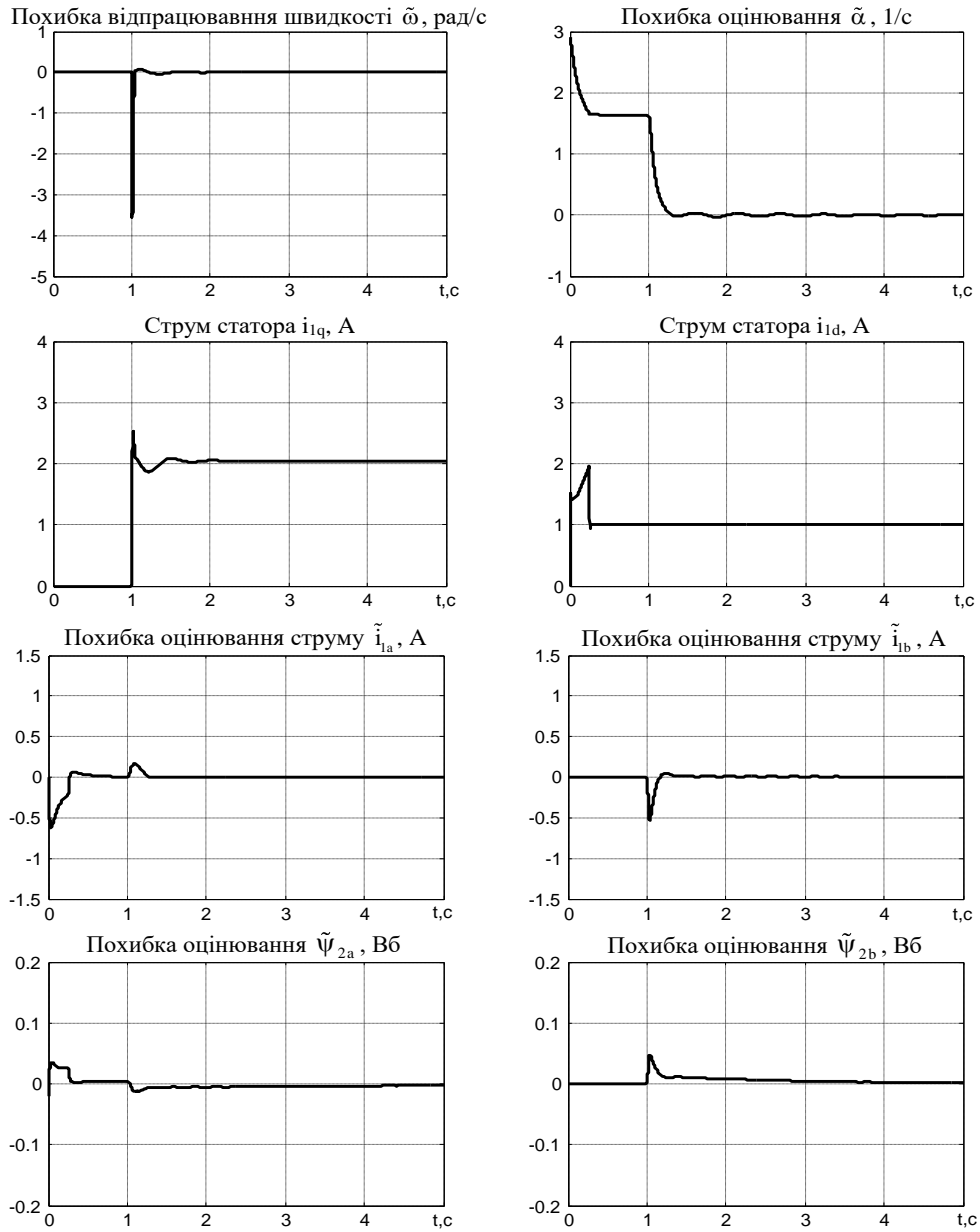 Похибка відпрацюваввння швидкості ω̃, рад/с
1
0
-1
-2
-3
-4
-5
0 1 2 3 4 t,c
Похибка оцінювання α̃, 1/с
3
2
1
0
-1
0 1 2 3 4 t,c
Струм статора i1q, А
4
3
2
1
0
0 1 2 3 4 t,c
Струм статора i1d, А
4
3
2
1
0
0 1 2 3 4 t,c
Похибка оцінювання струму ĩ1a, А
1.5
1
0.5
0
-0.5
-1
-1.5
0 1 2 3 4 t,c
Похибка оцінювання струму ĩ1b, А
1.5
1
0.5
0
-0.5
-1
-1.5
0 1 2 3 4 t,c
Похибка оцінювання ψ̃2a, Вб
0.2
0.1
0
-0.1
-0.2
0 1 2 3 4 t,c
Похибка оцінювання ψ̃2b, Вб
0.2
0.1
0
-0.1
-0.2
0 1 2 3 4 t,c